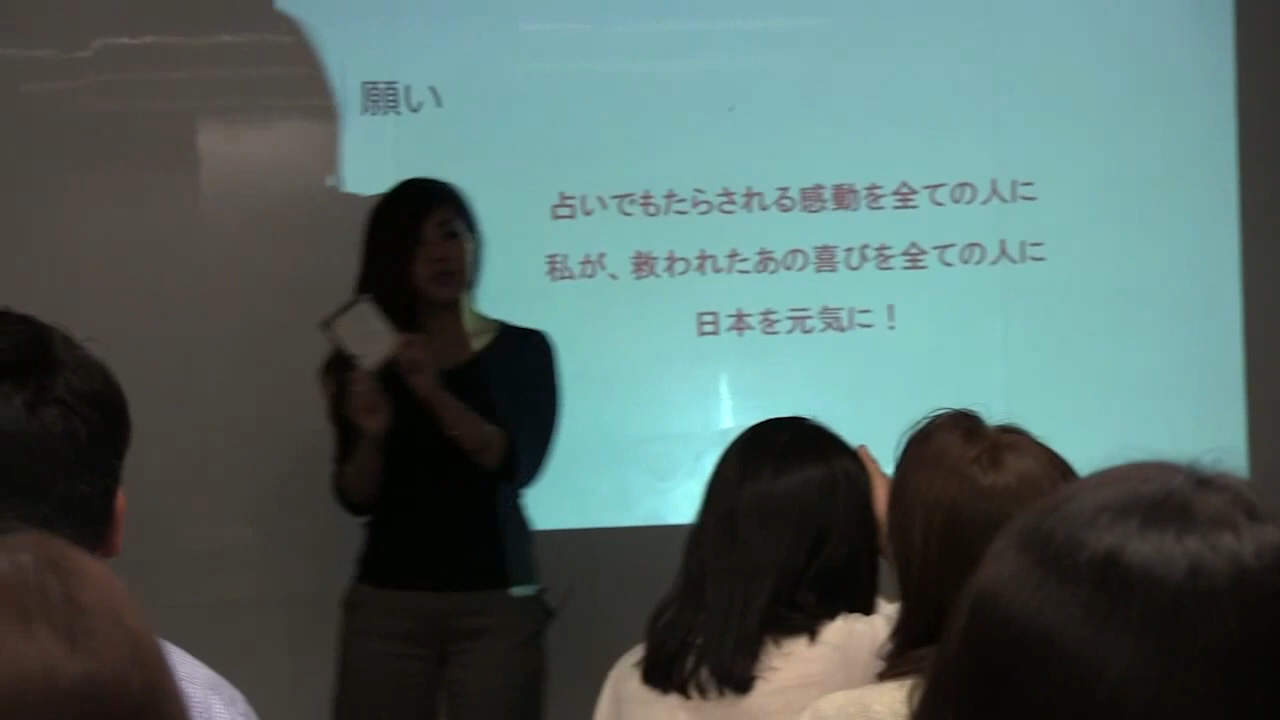 願い
占いでもたらされる感動を全ての人に
私が、救われたあの喜びを全ての人に
日本を元気に！